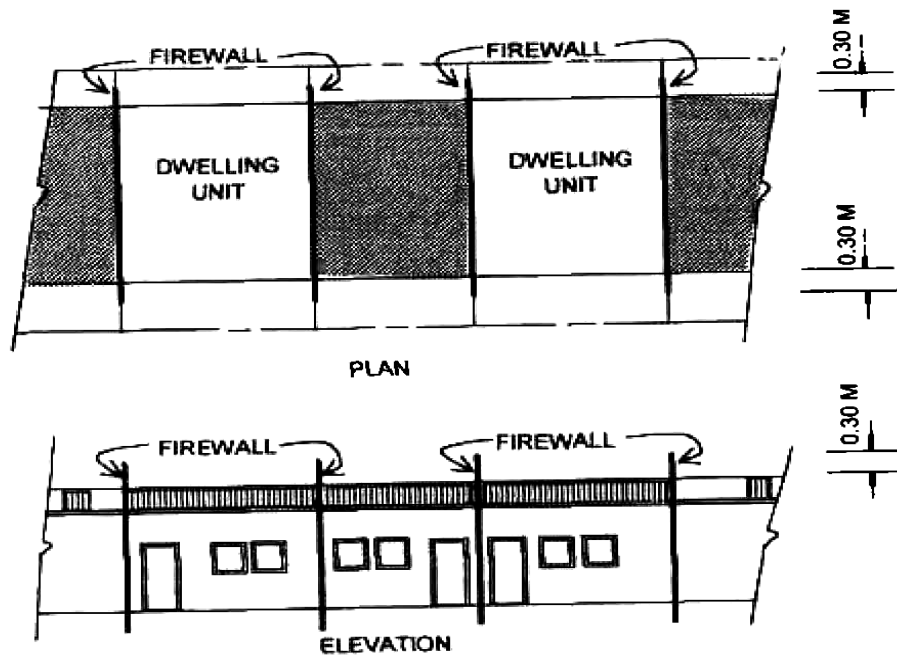 FIREWALL
FIREWALL
0.30 M
DWELLING
UNIT
DWELLING
UNIT
0.30 M
PLAN
0.30 M
FIREWALL
FIREWALL
ELEVATION